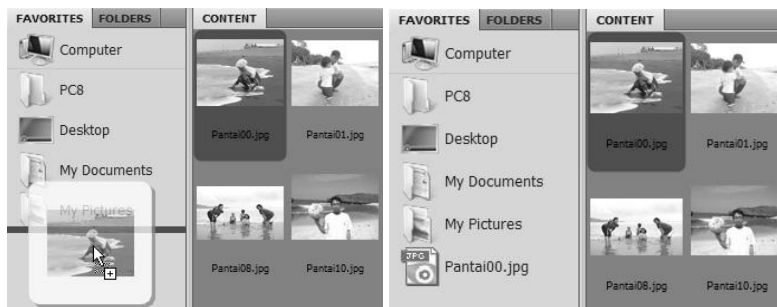 FAVORITES FOLDERS CONTENT
Computer
PC8
Desktop
Pantai00.jpg Pantai01.jpg
My Documents
My Pictures
Pantai08.jpg Pantai10.jpg
FAVORITES FOLDERS CONTENT
Computer
PC8
Desktop
Pantai00.jpg Pantai01.jpg
My Documents
My Pictures
JPG
Pantai00.jpg
Pantai08.jpg Pantai10.jpg